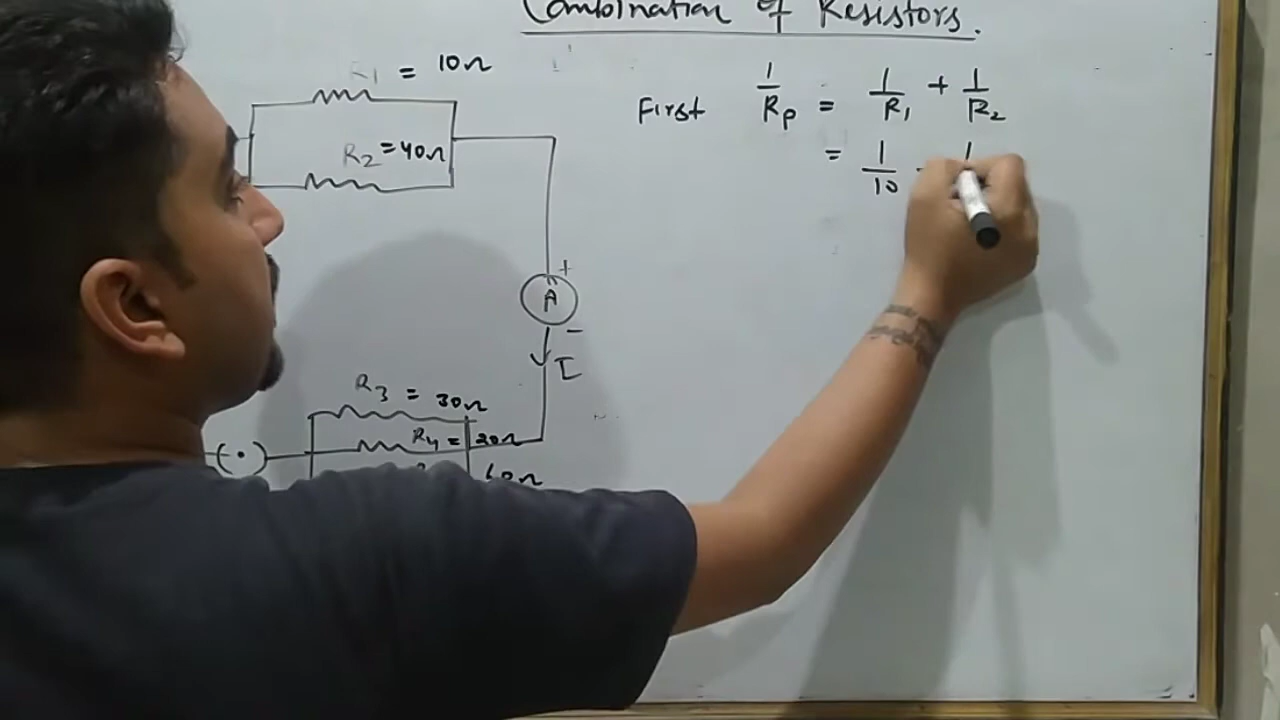 Combination of Resistors.
R1 = 10Ω
R2 = 40Ω
First 1/Rp = 1/R1 + 1/R2
= 1/10
+
A
-
I
R3 = 30Ω
R4 = 20Ω
60Ω